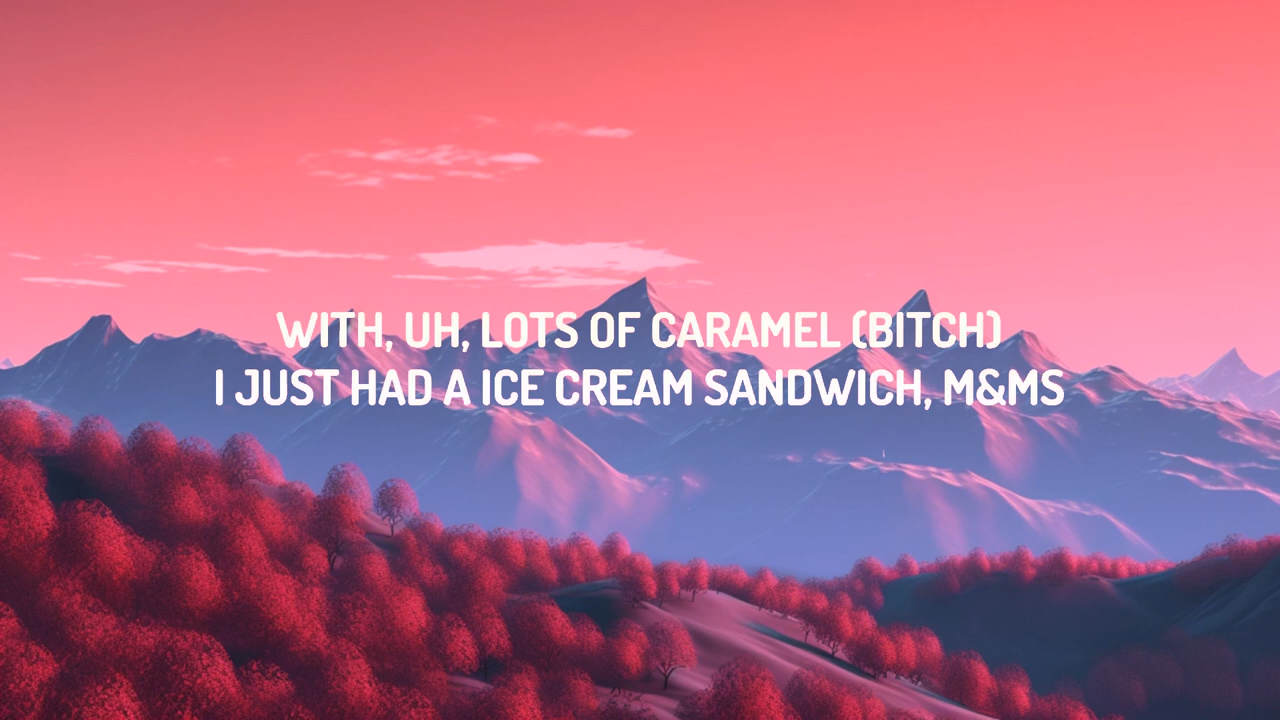 WITH, UH, LOTS OF CARAMEL (BITCH)
I JUST HAD A ICE CREAM SANDWICH, M&MS